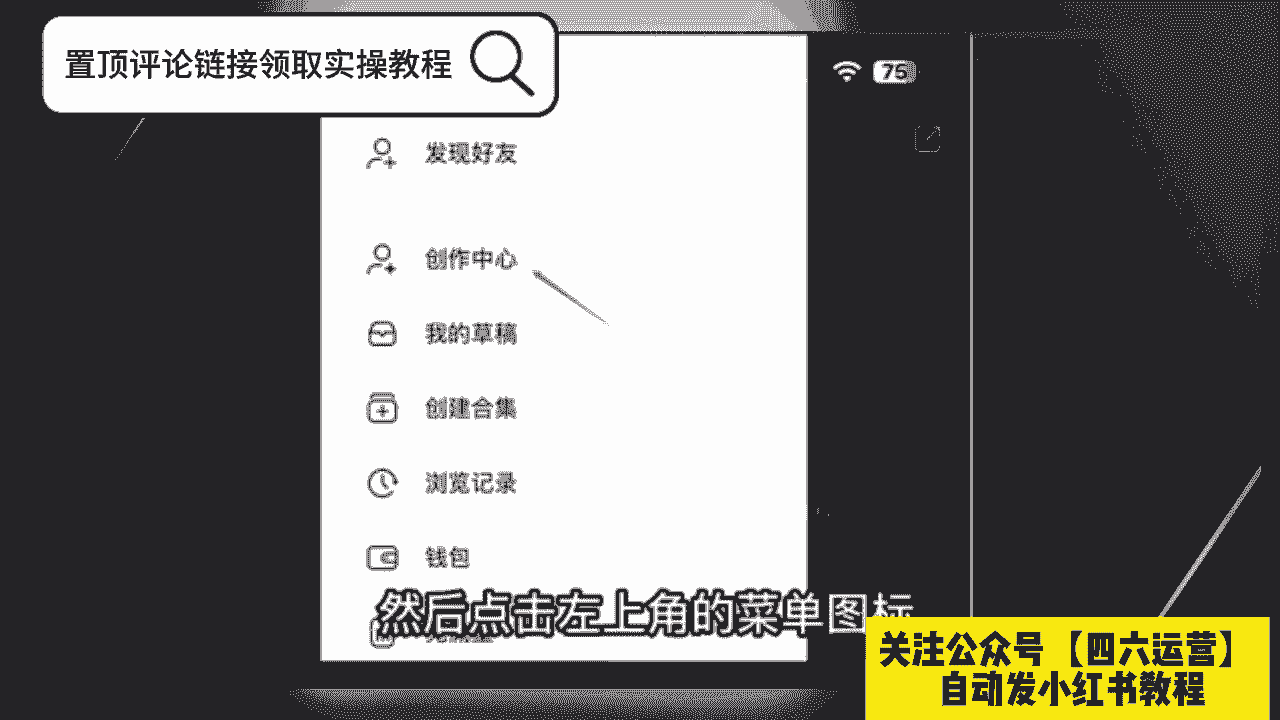 置顶评论链接领取实操教程
75
发现好友
创作中心
我的草稿
创建合集
浏览记录
钱包
然后点击左上角的菜单图标
关注公众号【四六运营】
自动发小红书教程